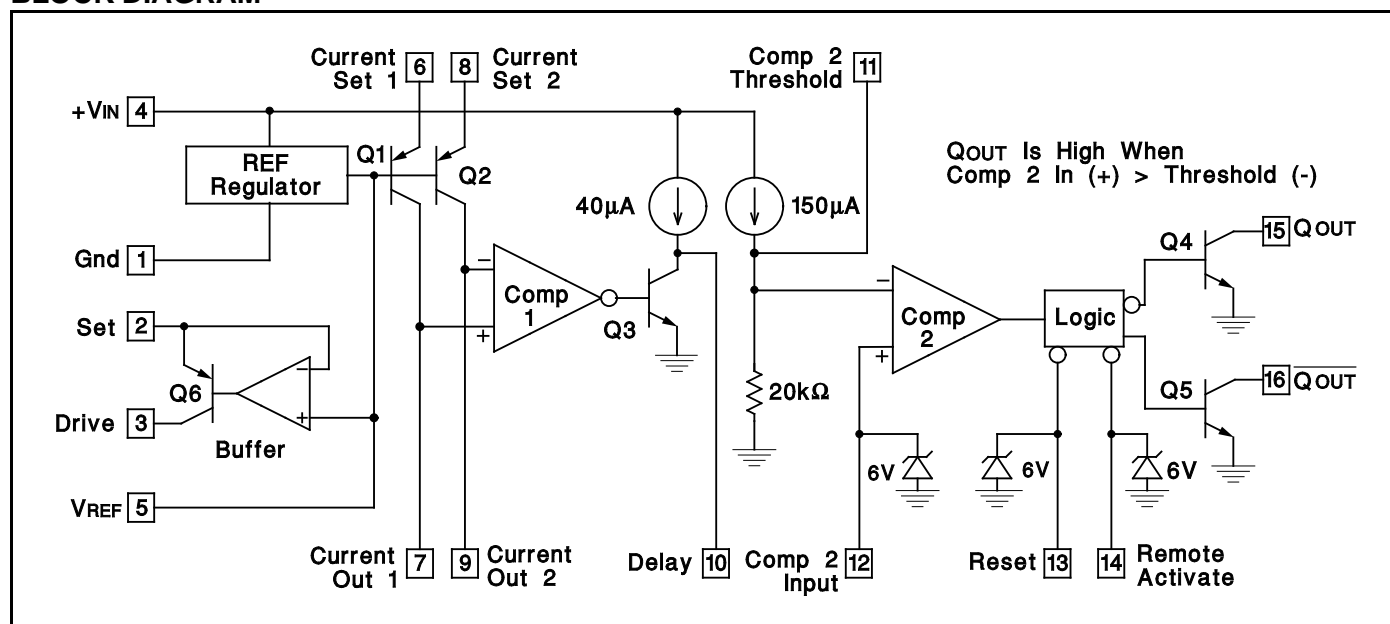 BLOCK DIAGRAM
Current
Set 1
6
8
Current
Set 2
Comp 2
Threshold
11
+VIN
4
REF
Regulator
Q1
Q2
40µA
150µA
QOUT Is High When
Comp 2 In (+) > Threshold (-)
Gnd
1
Q4
15
QOUT
−
Comp
1
+
Q3
−
Comp
2
+
Logic
Set
2
−
Q6
+
Drive
3
Buffer
20kΩ
Q5
16
QOUT
6V
6V
6V
VREF
5
Current
Out 1
7
9
Current
Out 2
Delay
10
Comp 2
Input
12
Reset
13
14
Remote
Activate